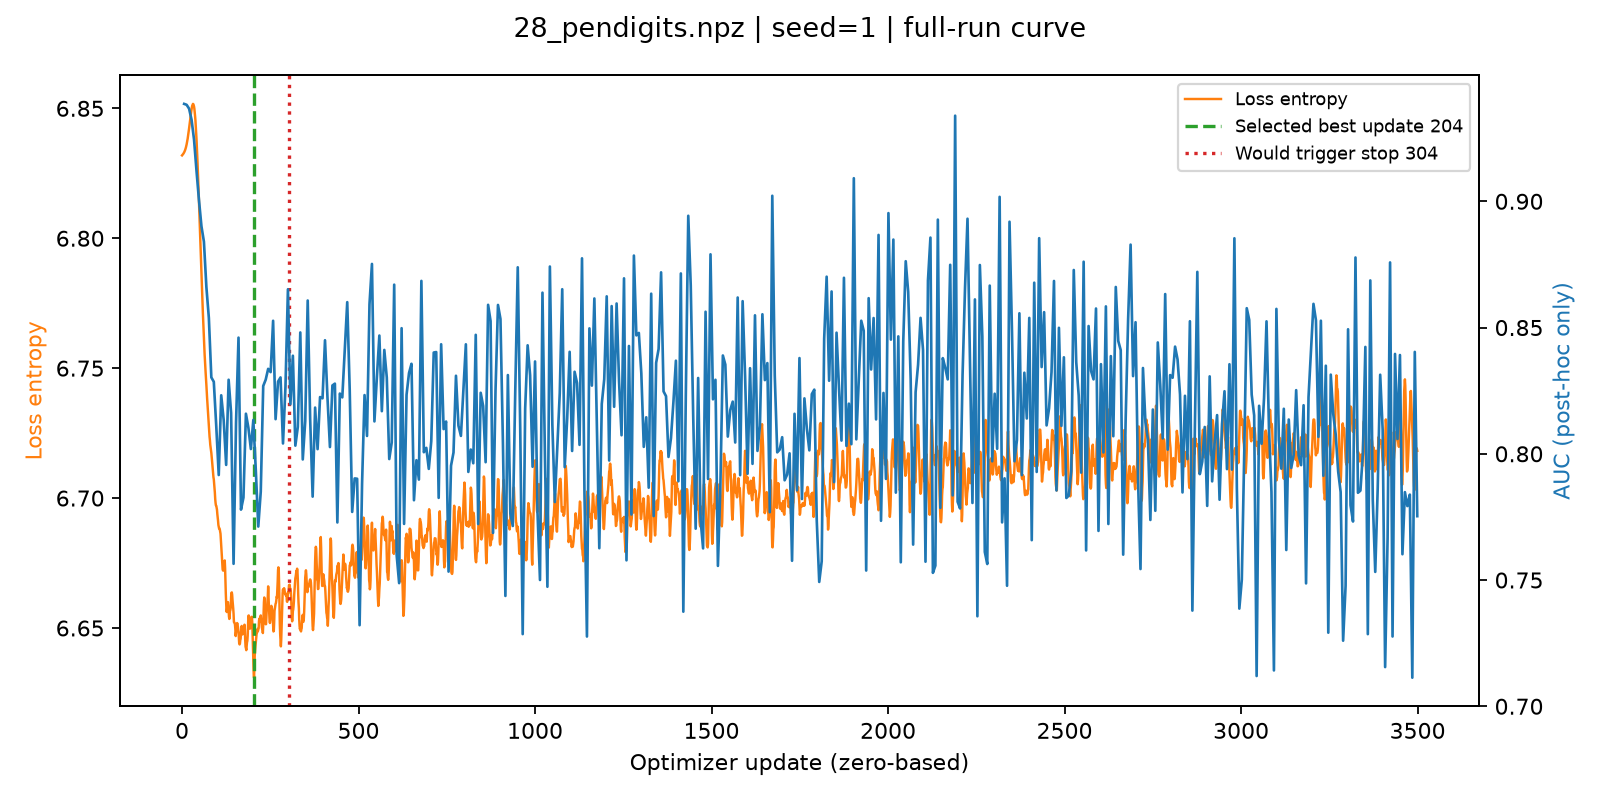 28_pendigits.npz | seed=1 | full-run curve
Loss entropy
Selected best update 204
Would trigger stop 304
6.85
6.80
6.75
6.70
6.65
Loss entropy
0.90
0.85
0.80
0.75
0.70
AUC (post-hoc only)
0
500
1000
1500
2000
2500
3000
3500
Optimizer update (zero-based)